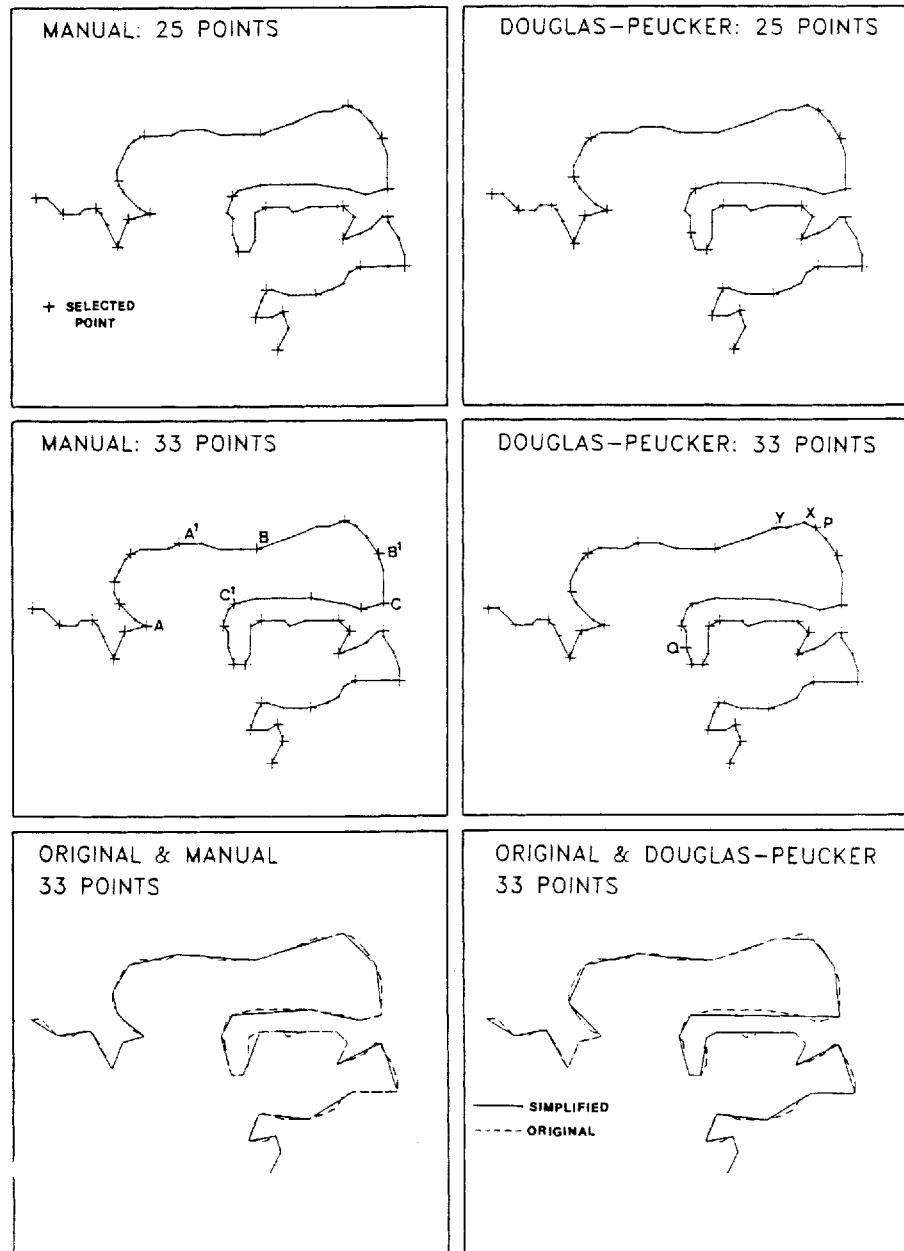 MANUAL: 25 POINTS
DOUGLAS-PEUCKER: 25 POINTS
+ SELECTED
POINT
MANUAL: 33 POINTS
A¹
B
B¹
C¹
C
A
DOUGLAS-PEUCKER: 33 POINTS
Y
X
P
Q
ORIGINAL & MANUAL
33 POINTS
ORIGINAL & DOUGLAS-PEUCKER
33 POINTS
SIMPLIFIED
ORIGINAL